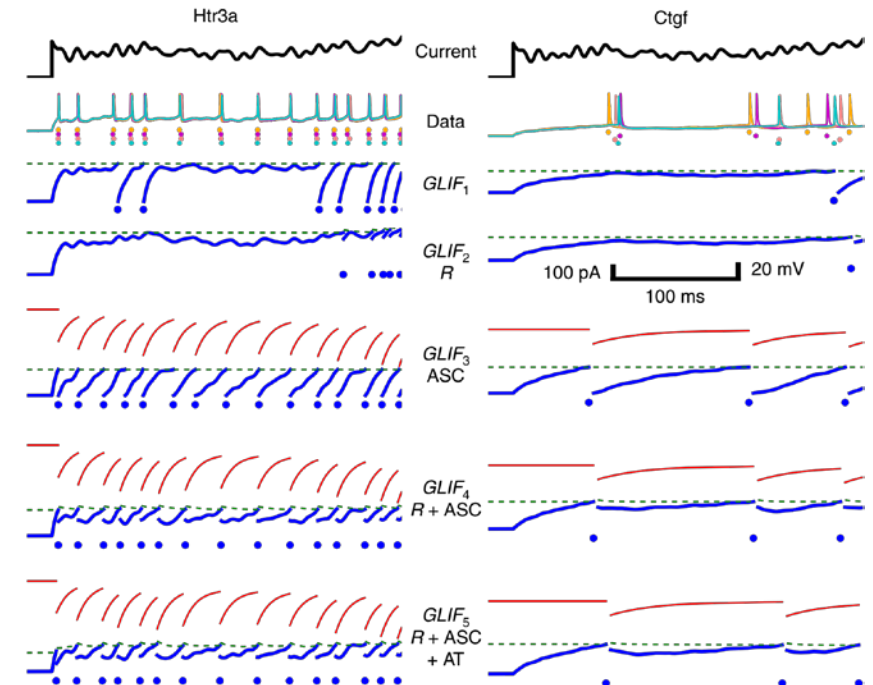 Htr3a
Ctgf
Current
Data
GLIF1
GLIF2
R
100 pA
20 mV
100 ms
GLIF3
ASC
GLIF4
R + ASC
GLIF5
R + ASC
+ AT